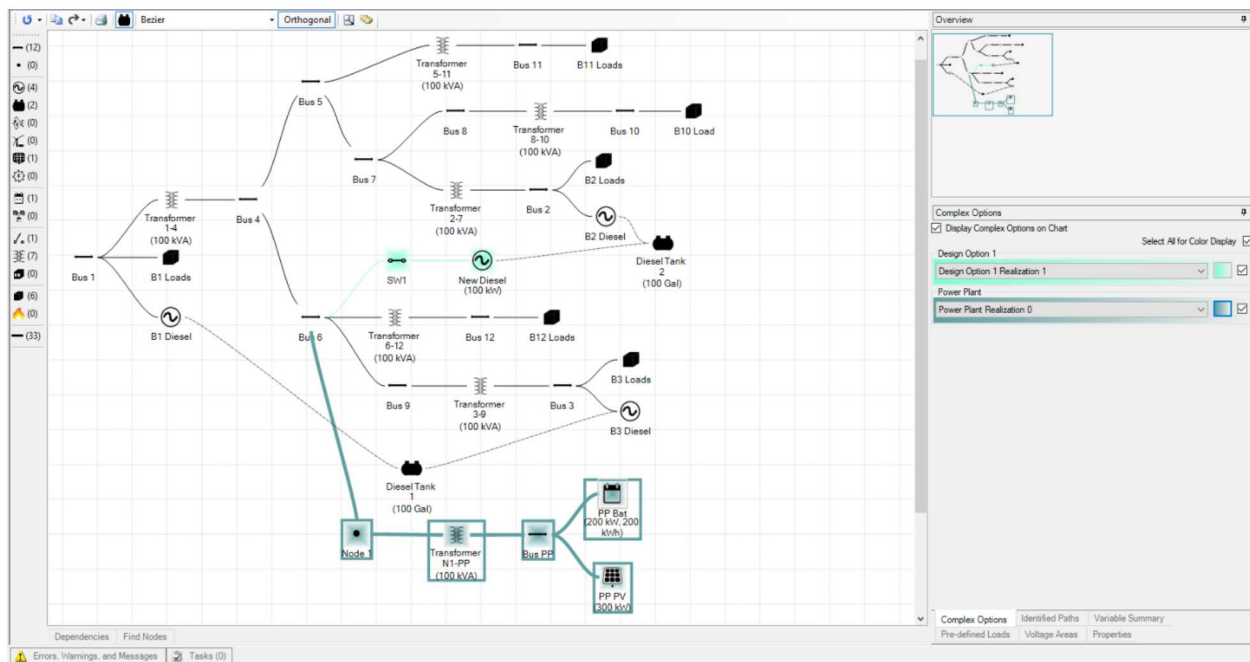 Bezier
Orthogonal
(12)
(0)
(4)
(2)
(0)
(0)
(1)
(0)
(1)
(0)
(1)
(7)
(0)
(6)
(0)
(33)
Transformer
5-11
(100 kVA)
Bus 11
B11 Loads
Bus 5
Bus 8
Transformer
8-10
(100 kVA)
Bus 10
B10 Load
Bus 7
B2 Loads
Transformer
1-4
(100 kVA)
Bus 4
Transformer
2-7
(100 kVA)
Bus 2
B2 Diesel
Diesel Tank
2
(100 Gal)
Bus 1
B1 Loads
SW1
New Diesel
(100 kW)
B1 Diesel
Bus 6
Transformer
6-12
(100 kVA)
Bus 12
B12 Loads
B3 Loads
Bus 9
Transformer
3-9
(100 kVA)
Bus 3
B3 Diesel
Diesel Tank
1
(100 Gal)
PP Bat
(200 kW, 200
kWh)
Node 1
Transformer
N1-PP
(100 kVA)
Bus PP
PP PV
(300 kW)
Dependencies
Find Nodes
Errors, Warnings, and Messages
Tasks (0)
Overview
Complex Options
Display Complex Options on Chart
Select All for Color Display
Design Option 1
Design Option 1 Realization 1
Power Plant
Power Plant Realization 0
Complex Options
Identified Paths
Variable Summary
Pre-defined Loads
Voltage Areas
Properties